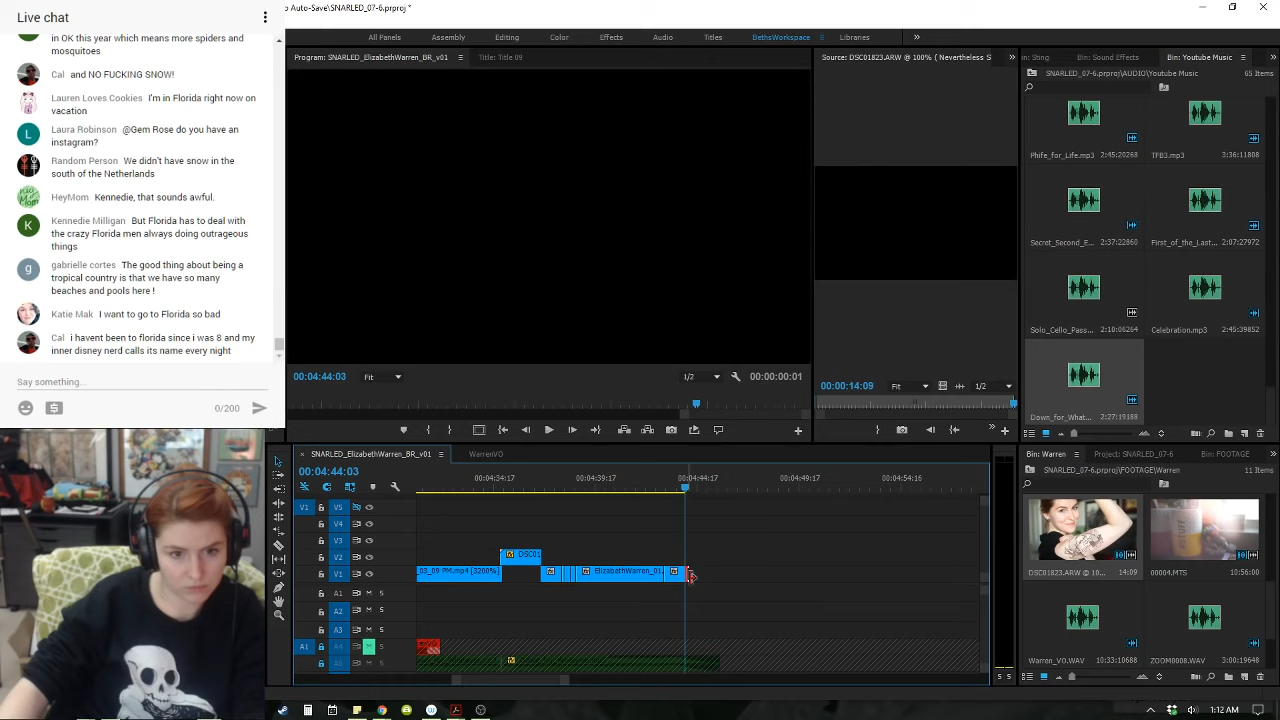 Live chat
Auto-Save\SNARLED_07-6.prproj *
All Panels Assembly Editing Color Effects Audio Titles BethsWorkspace Libraries
Program: SNARLED_ElizabethWarren_BR_v01 Title: Title 09
Source: DSC01823.ARW @ 100% ( Nevertheless S
Bin: Sound Effects Bin: Youtube Music
SNARLED_07-6.prproj\AUDIO\Youtube Music 65 Items
in OK this year which means more spiders and
mosquitoes
Cal and NO FUCKING SNOW!
Lauren Loves Cookies I'm in Florida right now on
vacation
Laura Robinson @Gem Rose do you have an
instagram?
Random Person We didn't have snow in the
south of the Netherlands
HeyMom Kennedie, that sounds awful.
Kennedie Milligan But Florida has to deal with
the crazy Florida men always doing outrageous
things
gabrielle cortes The good thing about being a
tropical country is that we have so many
beaches and pools here !
Katie Mak I want to go to Florida so bad
Cal i havent been to florida since i was 8 and my
inner disney nerd calls its name every night
Say something...
0/200
Phife_for_Life.mp3 2:45:20268 TFB3.mp3 3:36:11808
Secret_Second_E... 2:37:22860 First_of_the_Last... 2:07:27972
Solo_Cello_Pass... 2:10:06264 Celebration.mp3 2:45:39852
Down_for_What... 2:27:19188
00:04:44:03 Fit 1/2 00:00:00:01
00:00:14:09 Fit 1/2
SNARLED_ElizabethWarren_BR_v01 WarrenVO
00:04:44:03
00:04:34:17 00:04:39:17 00:04:44:17 00:04:49:17 00:04:54:16
V1 V5
V4
V3
V2 DSC01
V1 03_09 PM.mp4 [3200%] ElizabethWarren_01.
A1 M S
A2 M S
A3 M S
A1 A4 M S
M S
S S
Bin: Warren Bin: FOOTAGE
SNARLED_07-6.prproj\FOOTAGE\Warren 11 Items
DSC01823.ARW @ 10... 14:09 00004.MTS 10:56:00
Warren_VO.WAV 10:33:10688 ZOOM0008.WAV 3:00:19648
1:12 AM